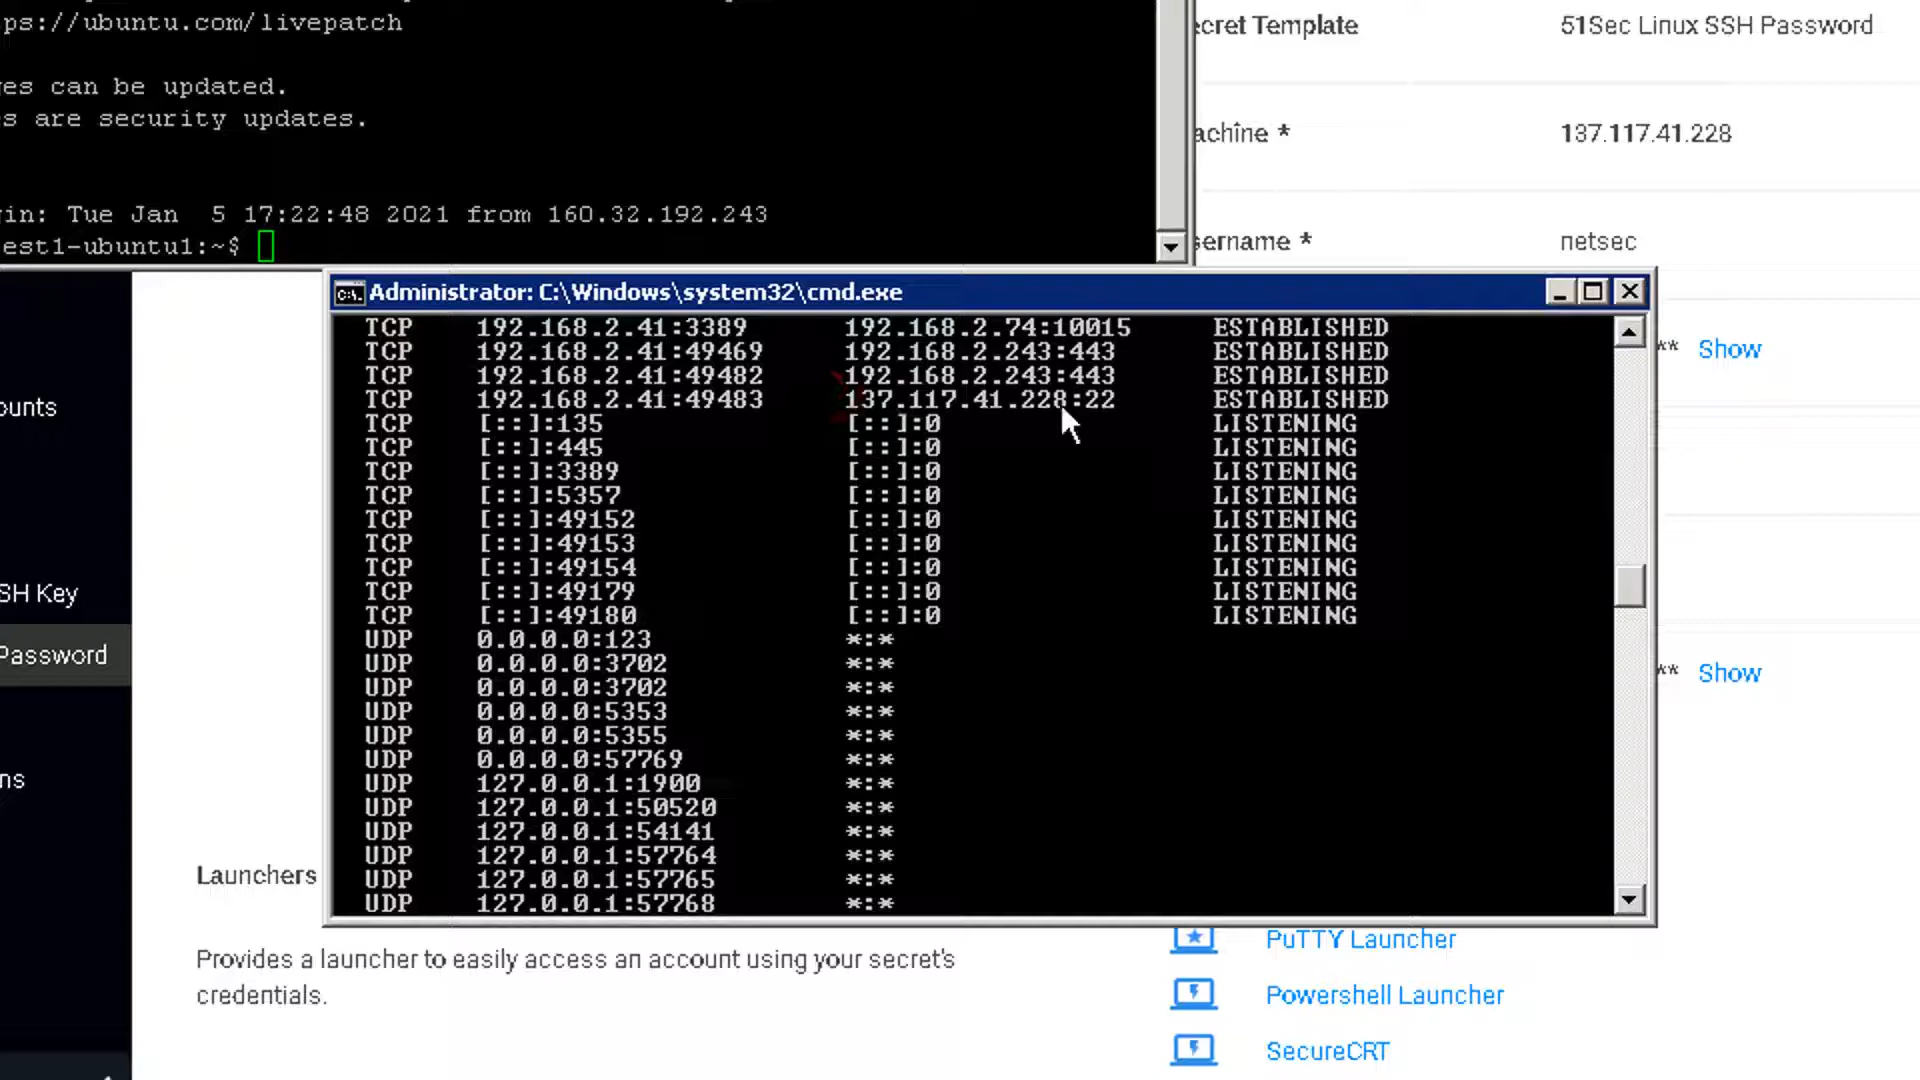 ps://ubuntu.com/livepatch
es can be updated.
s are security updates.
in: Tue Jan  5 17:22:48 2021 from 160.32.192.243
est1-ubuntu1:~$
ecret Template 51Sec Linux SSH Password
achine * 137.117.41.228
sername * netsec
** Show
** Show
ounts
SH Key
Password
ns
Administrator: C:\Windows\system32\cmd.exe
TCP 192.168.2.41:3389 192.168.2.74:10015 ESTABLISHED
TCP 192.168.2.41:49469 192.168.2.243:443 ESTABLISHED
TCP 192.168.2.41:49482 192.168.2.243:443 ESTABLISHED
TCP 192.168.2.41:49483 137.117.41.228:22 ESTABLISHED
TCP [::]:135 [::]:0 LISTENING
TCP [::]:445 [::]:0 LISTENING
TCP [::]:3389 [::]:0 LISTENING
TCP [::]:5357 [::]:0 LISTENING
TCP [::]:49152 [::]:0 LISTENING
TCP [::]:49153 [::]:0 LISTENING
TCP [::]:49154 [::]:0 LISTENING
TCP [::]:49179 [::]:0 LISTENING
TCP [::]:49180 [::]:0 LISTENING
UDP 0.0.0.0:123 *:*
UDP 0.0.0.0:3702 *:*
UDP 0.0.0.0:3702 *:*
UDP 0.0.0.0:5353 *:*
UDP 0.0.0.0:5355 *:*
UDP 0.0.0.0:57769 *:*
UDP 127.0.0.1:1900 *:*
UDP 127.0.0.1:50520 *:*
UDP 127.0.0.1:54141 *:*
UDP 127.0.0.1:57764 *:*
UDP 127.0.0.1:57765 *:*
UDP 127.0.0.1:57768 *:*
Launchers
Provides a launcher to easily access an account using your secret's
credentials.
PuTTY Launcher
Powershell Launcher
SecureCRT